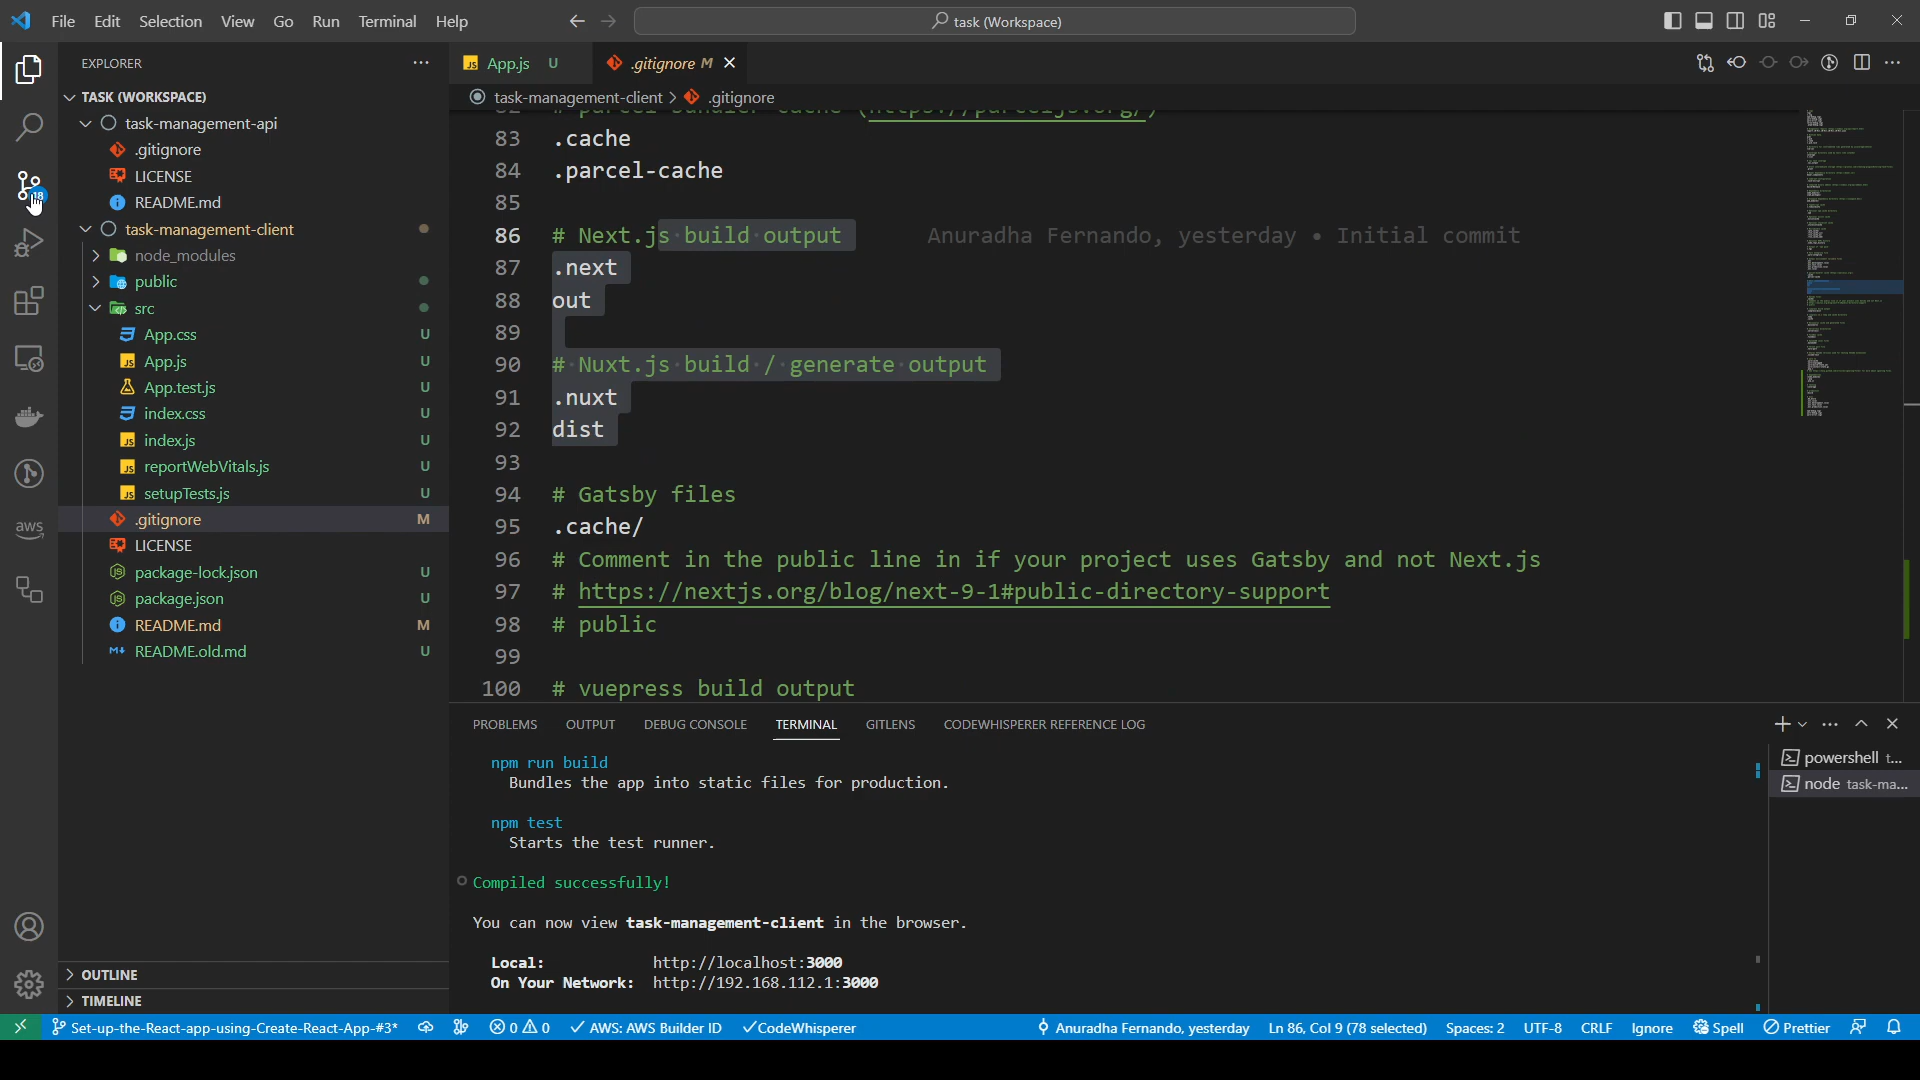 File Edit Selection View Go Run Terminal Help
task (Workspace)
EXPLORER
TASK (WORKSPACE)
task-management-api
.gitignore
LICENSE
README.md
task-management-client
node_modules
public
src
App.css U
App.js U
App.test.js U
index.css U
index.js U
reportWebVitals.js U
setupTests.js U
.gitignore M
LICENSE
package-lock.json U
package.json U
README.md M
README.old.md U
OUTLINE
TIMELINE
18
aws
App.js U
.gitignore M
task-management-client > .gitignore
82 # parcel-bundler cache (https://parceljs.org/)
83 .cache
84 .parcel-cache
85
86 # Next.js build output Anuradha Fernando, yesterday • Initial commit
87 .next
88 out
89
90 # Nuxt.js build / generate output
91 .nuxt
92 dist
93
94 # Gatsby files
95 .cache/
96 # Comment in the public line in if your project uses Gatsby and not Next.js
97 # https://nextjs.org/blog/next-9-1#public-directory-support
98 # public
99
100 # vuepress build output
PROBLEMS OUTPUT DEBUG CONSOLE TERMINAL GITLENS CODEWHISPERER REFERENCE LOG
npm run build
Bundles the app into static files for production.
npm test
Starts the test runner.
Compiled successfully!
You can now view task-management-client in the browser.
Local: http://localhost:3000
On Your Network: http://192.168.112.1:3000
powershell t...
node task-ma...
Set-up-the-React-app-using-Create-React-App-#3* 0 0 AWS: AWS Builder ID CodeWhisperer Anuradha Fernando, yesterday Ln 86, Col 9 (78 selected) Spaces: 2 UTF-8 CRLF Ignore Spell Prettier